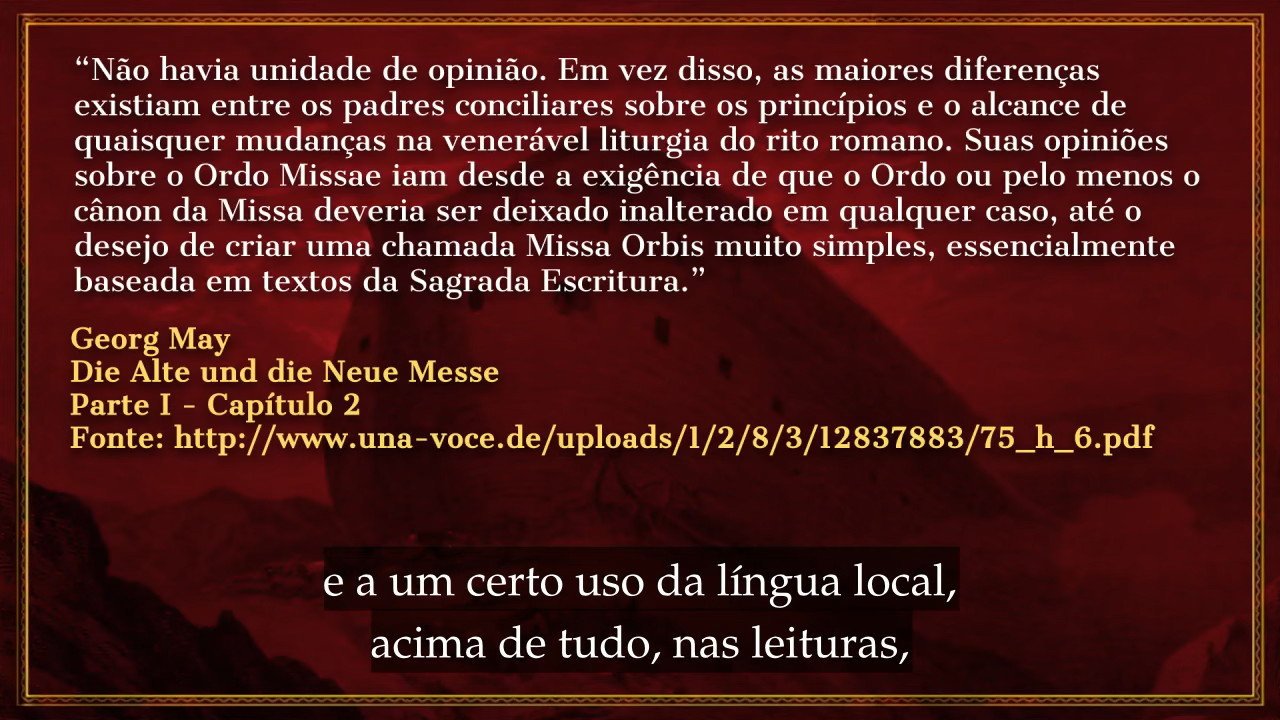 “Não havia unidade de opinião. Em vez disso, as maiores diferenças
existiam entre os padres conciliares sobre os princípios e o alcance de
quaisquer mudanças na venerável liturgia do rito romano. Suas opiniões
sobre o Ordo Missae iam desde a exigência de que o Ordo ou pelo menos o
cânon da Missa deveria ser deixado inalterado em qualquer caso, até o
desejo de criar uma chamada Missa Orbis muito simples, essencialmente
baseada em textos da Sagrada Escritura.”
Georg May
Die Alte und die Neue Messe
Parte I - Capítulo 2
Fonte: http://www.una-voce.de/uploads/1/2/8/3/12837883/75_h_6.pdf
e a um certo uso da língua local,
acima de tudo, nas leituras,